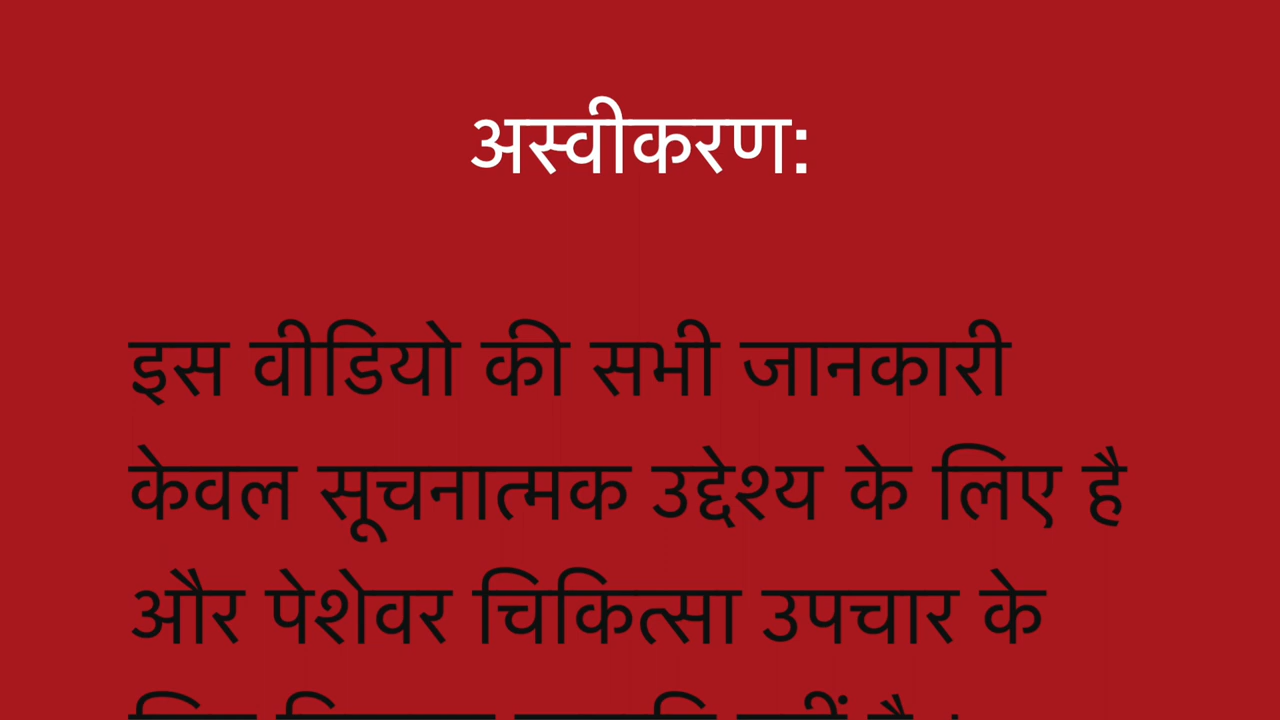 अस्वीकरण:
इस वीडियो की सभी जानकारी
केवल सूचनात्मक उद्देश्य के लिए है
और पेशेवर चिकित्सा उपचार के